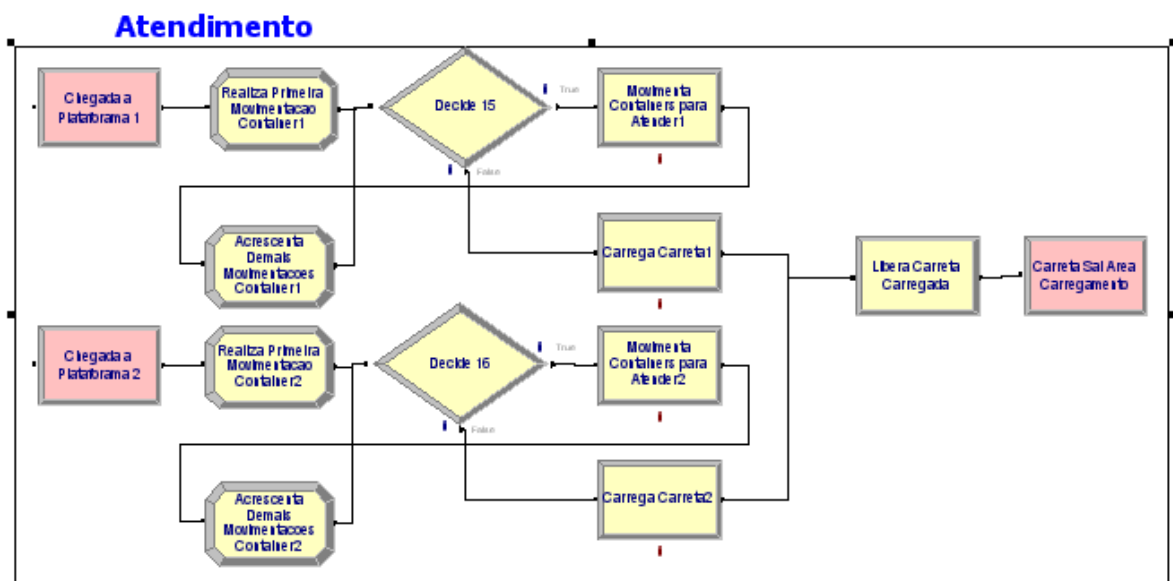 Atendimento
Chegada a
Plataforama 1
Realiza Primeira
Movimentacao
Container1
Decide 15
True
False
Movimenta
Containers para
Atender1
Acrescenta
Demais
Movimentacoes
Container1
Carrega Carreta1
Libera Carreta
Carregada
Carreta Sai Area
Carregamento
Chegada a
Plataforama 2
Realiza Primeira
Movimentacao
Container2
Decide 16
True
False
Movimenta
Containers para
Atender2
Acrescenta
Demais
Movimentacoes
Container2
Carrega Carreta2